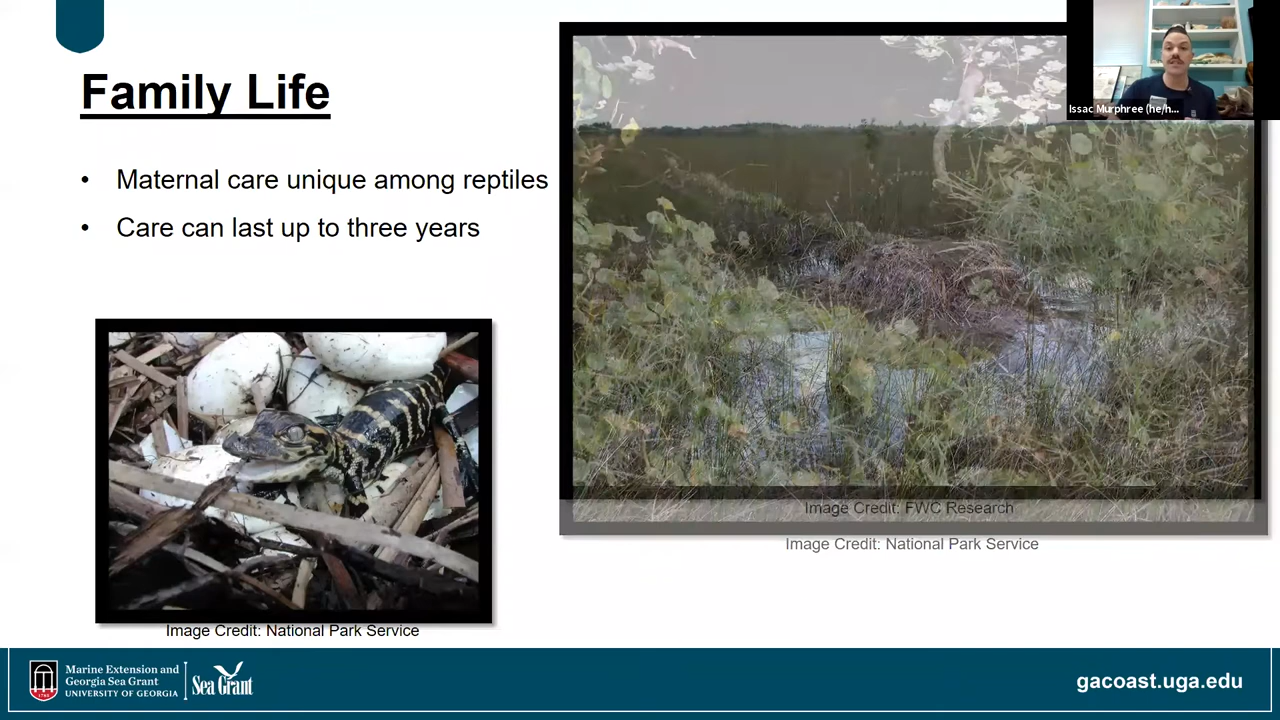 Family Life
• Maternal care unique among reptiles
• Care can last up to three years
Issac Murphree (he/h...
Image Credit: FWC Research
Image Credit: National Park Service
Image Credit: National Park Service
1785
Marine Extension and
Georgia Sea Grant
UNIVERSITY OF GEORGIA
Sea Grant
gacoast.uga.edu